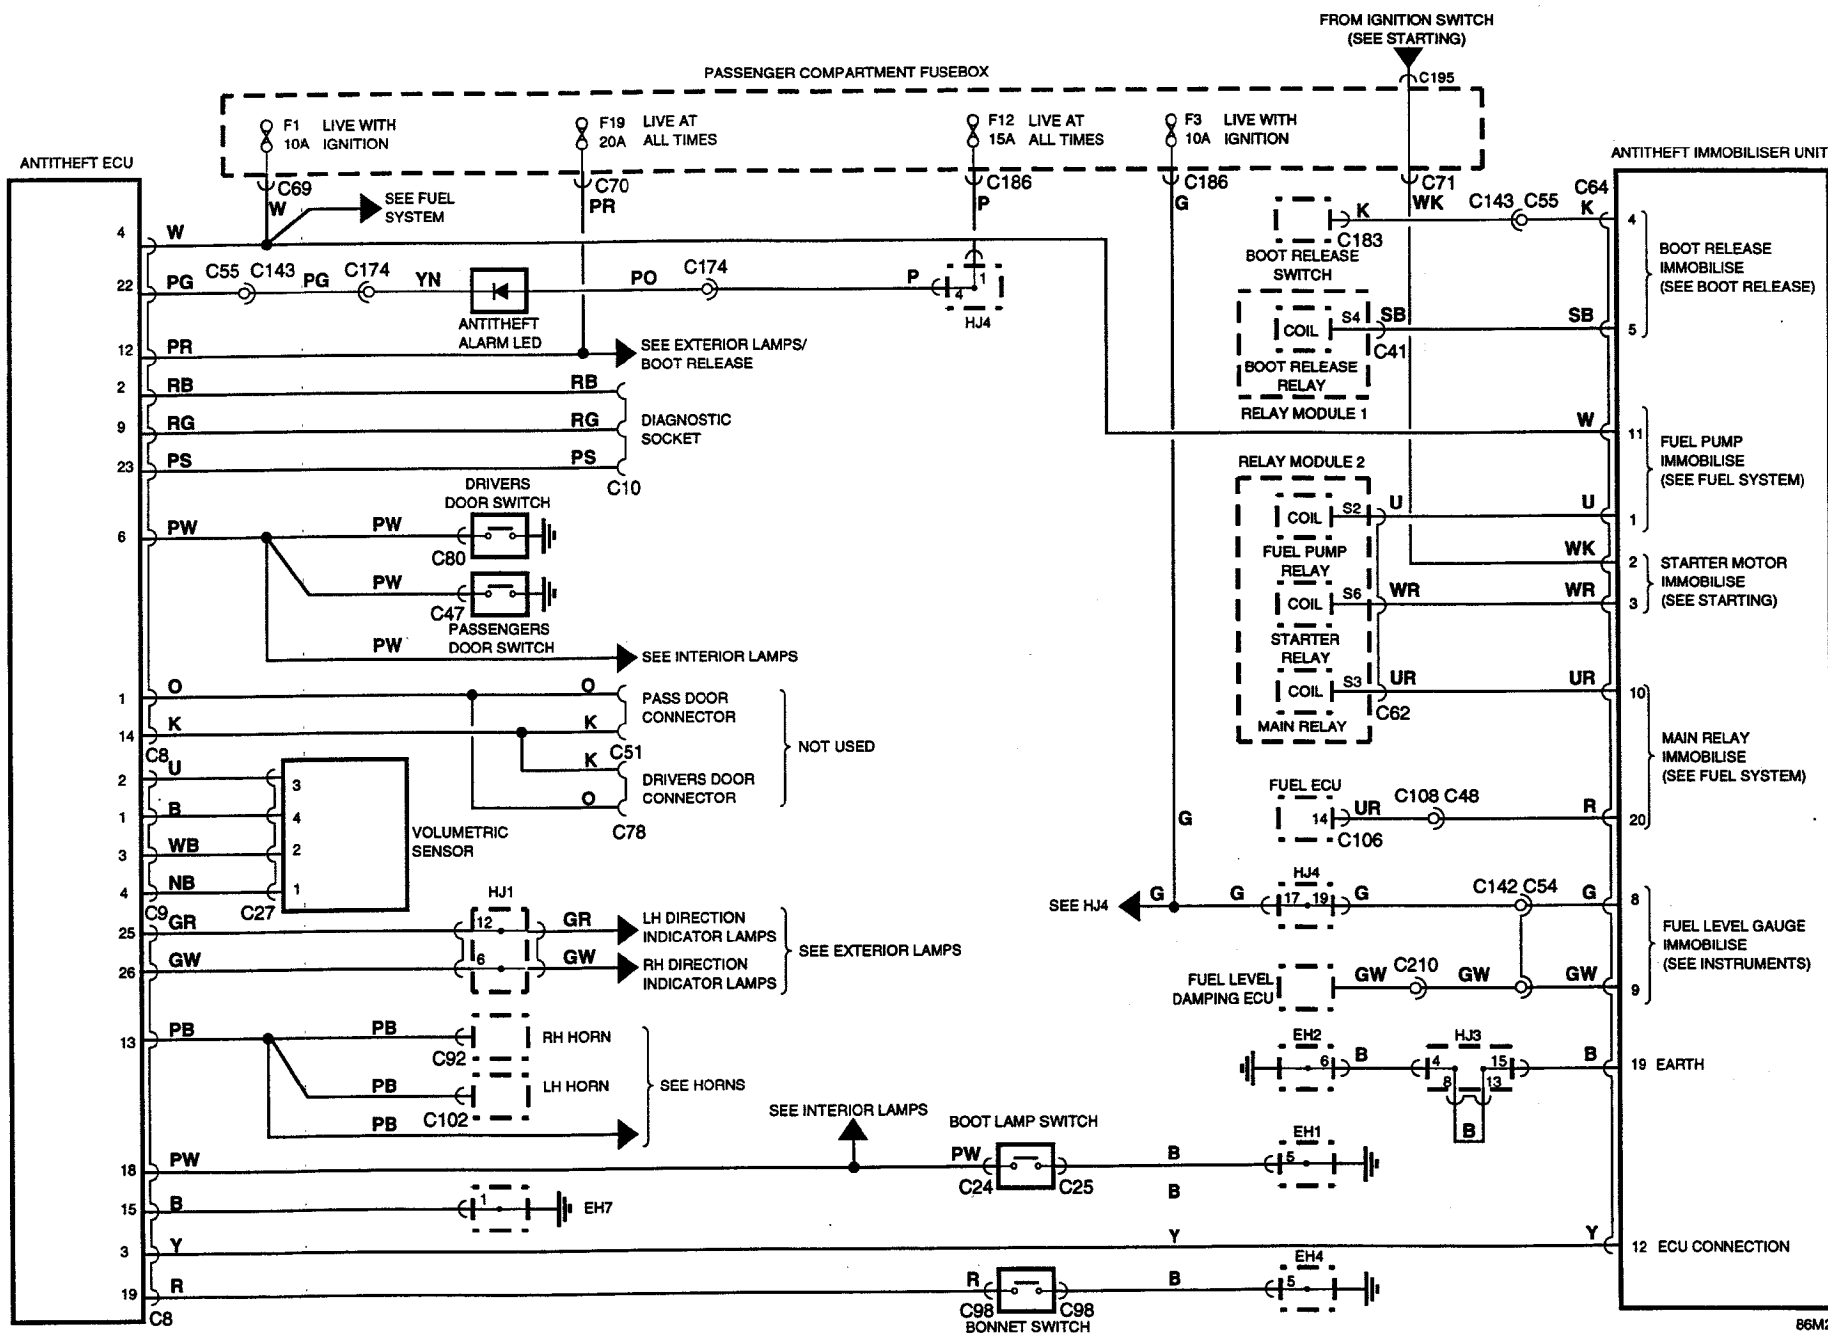 FROM IGNITION SWITCH
(SEE STARTING)
C195
PASSENGER COMPARTMENT FUSEBOX
F1 LIVE WITH
10A IGNITION
F19 LIVE AT
20A ALL TIMES
F12 LIVE AT
15A ALL TIMES
F3 LIVE WITH
10A IGNITION
ANTITHEFT ECU
ANTITHEFT IMMOBILISER UNIT
C69
C70
C186
C186
C71
C64
W
SEE FUEL
SYSTEM
PR
P
G
WK
C143 C55
K
K
4
C183
BOOT RELEASE
SWITCH
BOOT RELEASE
IMMOBILISE
(SEE BOOT RELEASE)
4
W
22
PG
C55 C143
PG
C174
YN
PO
C174
P
1
4
HJ4
ANTITHEFT
ALARM LED
COIL
S4
SB
SB
5
C41
BOOT RELEASE
RELAY
RELAY MODULE 1
12
PR
SEE EXTERIOR LAMPS/
BOOT RELEASE
2
RB
RB
9
RG
RG
DIAGNOSTIC
SOCKET
23
PS
PS
C10
W
11
FUEL PUMP
IMMOBILISE
(SEE FUEL SYSTEM)
RELAY MODULE 2
COIL
S2
U
U
1
FUEL PUMP
RELAY
DRIVERS
DOOR SWITCH
6
PW
PW
C80
PW
C47
PASSENGERS
DOOR SWITCH
PW
SEE INTERIOR LAMPS
WK
2
STARTER MOTOR
IMMOBILISE
(SEE STARTING)
COIL
S6
WR
WR
3
STARTER
RELAY
COIL
S3
UR
UR
10
C62
MAIN RELAY
MAIN RELAY
IMMOBILISE
(SEE FUEL SYSTEM)
1
O
O
PASS DOOR
CONNECTOR
14
K
K
C8
C51
K
DRIVERS DOOR
CONNECTOR
O
C78
NOT USED
2
U
3
1
B
4
3
WB
2
4
NB
1
C9
C27
VOLUMETRIC
SENSOR
FUEL ECU
14
UR
C108 C48
R
20
C106
G
HJ4
SEE HJ4
G
G
17 19
G
C142 C54
G
8
FUEL LEVEL GAUGE
IMMOBILISE
(SEE INSTRUMENTS)
HJ1
25
GR
12
GR
LH DIRECTION
INDICATOR LAMPS
26
GW
6
GW
RH DIRECTION
INDICATOR LAMPS
SEE EXTERIOR LAMPS
FUEL LEVEL
DAMPING ECU
GW
C210
GW
GW
9
13
PB
PB
C92
RH HORN
PB
C102
LH HORN
PB
SEE HORNS
EH2
6
B
HJ3
4
15
8
13
B
B
19 EARTH
SEE INTERIOR LAMPS
BOOT LAMP SWITCH
18
PW
PW
C24
C25
B
EH1
5
B
15
B
1
EH7
3
Y
Y
Y
12 ECU CONNECTION
19
R
R
C98
C98
B
EH4
5
C8
BONNET SWITCH